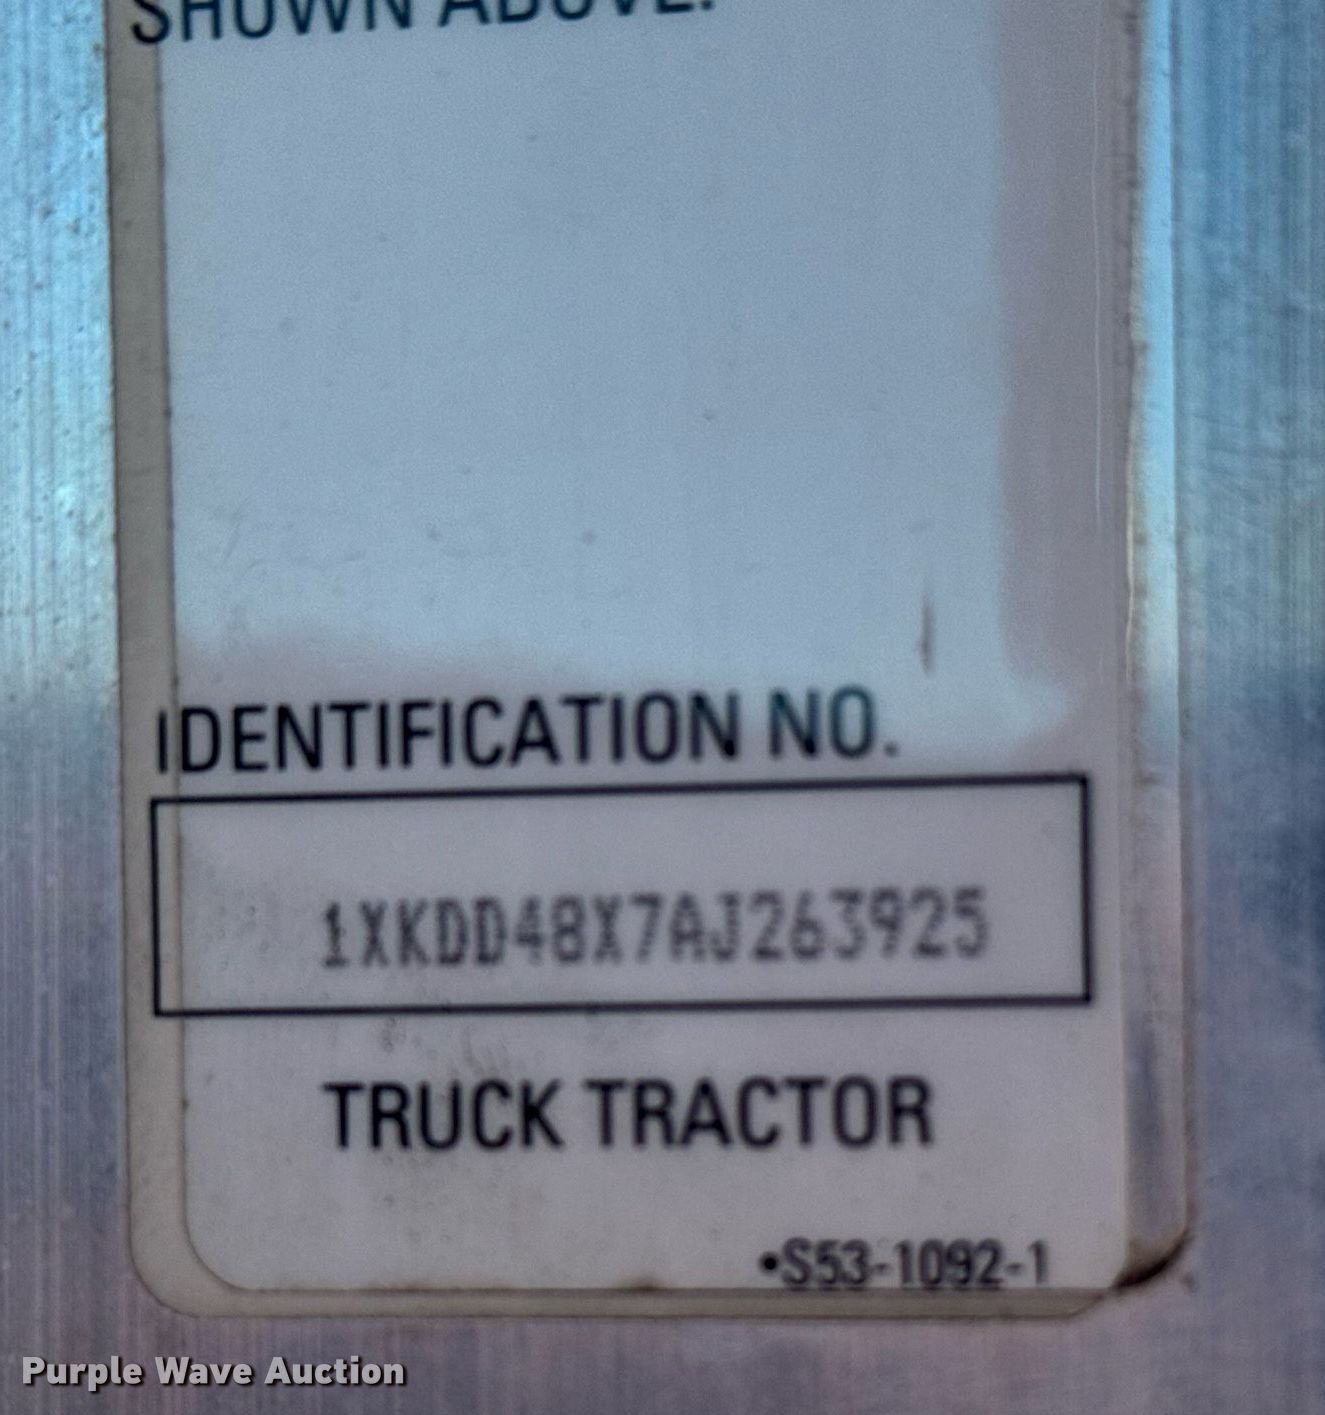 SHOWN ABOVE.
IDENTIFICATION NO.
1XKDD48X7AJ263925
TRUCK TRACTOR
•S53-1092-1
Purple Wave Auction